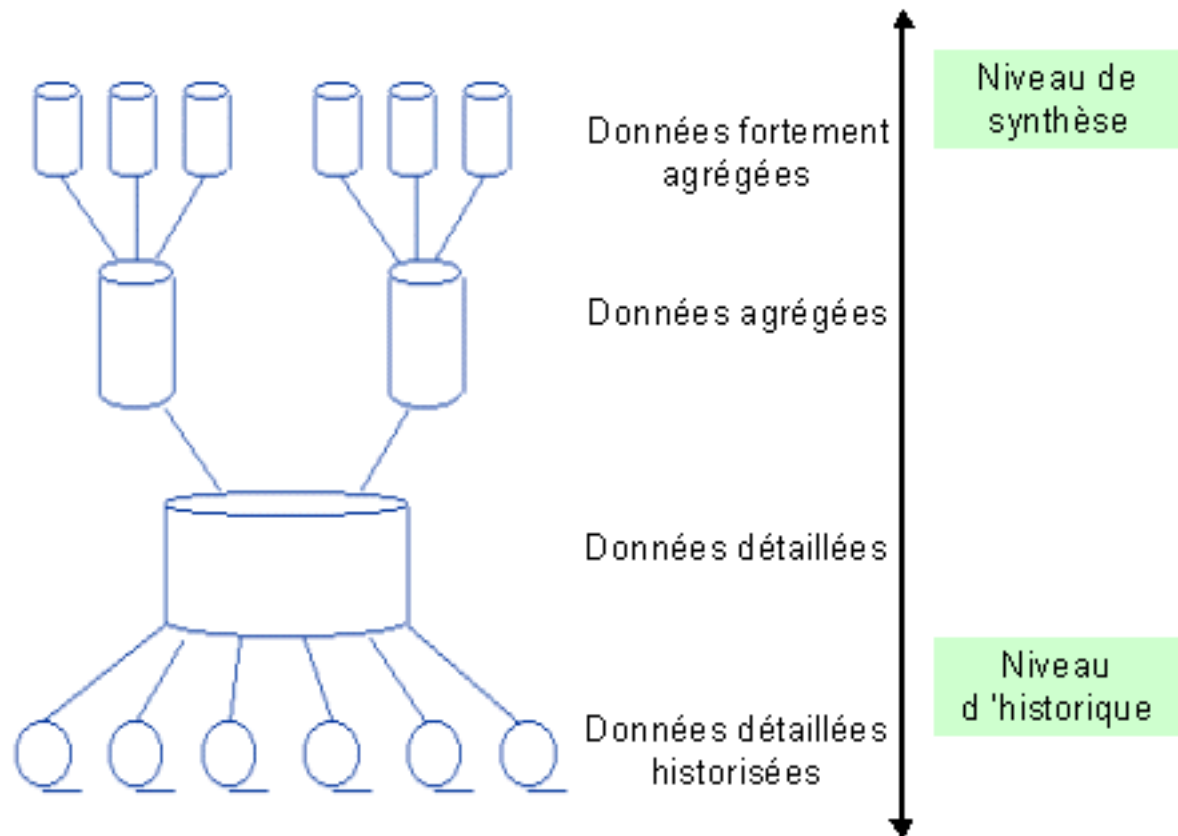 Niveau de
synthèse
Données fortement
agrégées
Données agrégées
Données détaillées
Niveau
d 'historique
Données détaillées
historisées